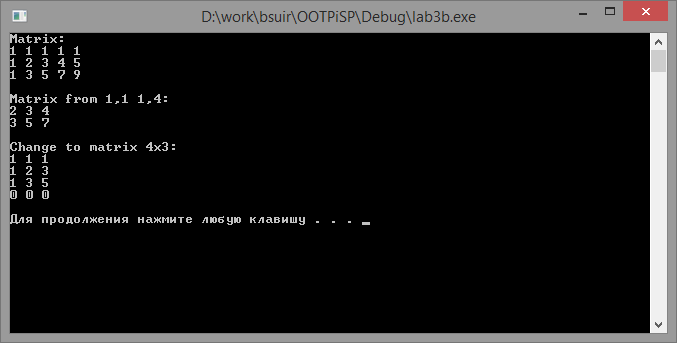 D:\work\bsuir\OOTPiSP\Debug\lab3b.exe
Matrix:
1 1 1 1 1
1 2 3 4 5
1 3 5 7 9
Matrix from 1,1 1,4:
2 3 4
3 5 7
Change to matrix 4x3:
1 1 1
1 2 3
1 3 5
0 0 0
Для продолжения нажмите любую клавишу . . . _